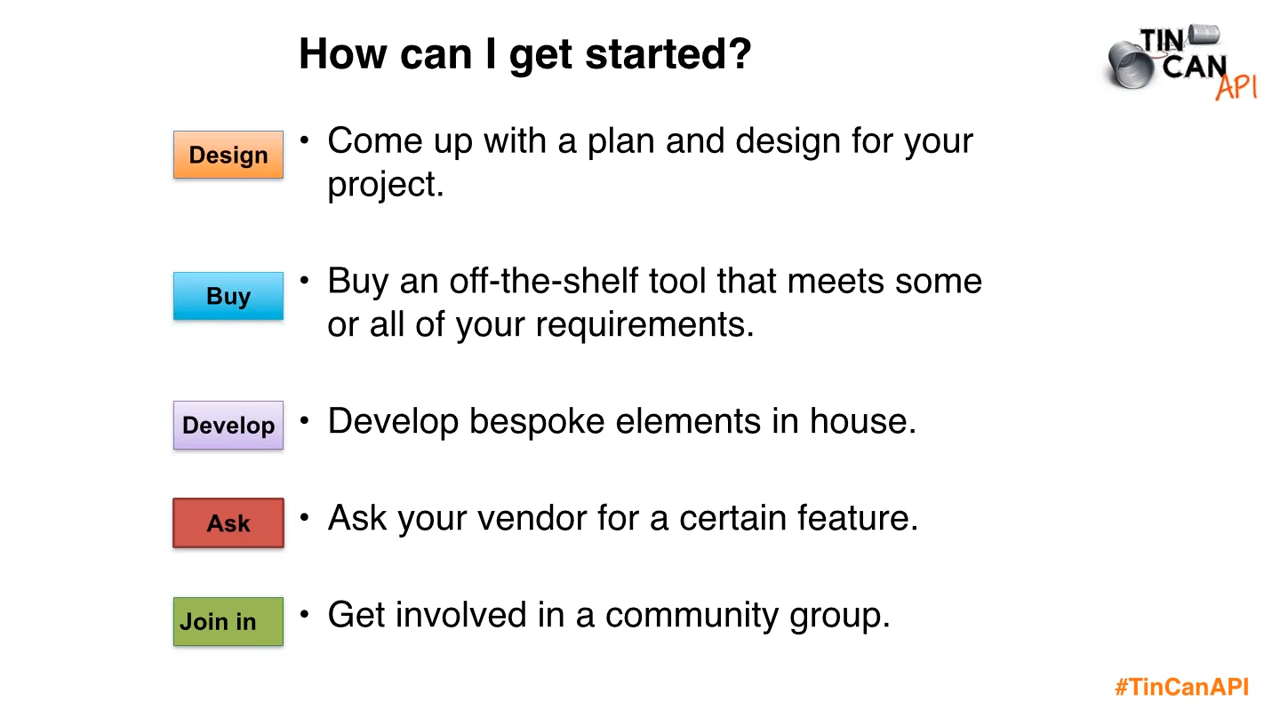 How can I get started?
TIN
CAN
API
Design
• Come up with a plan and design for your
project.
Buy
• Buy an off-the-shelf tool that meets some
or all of your requirements.
Develop
• Develop bespoke elements in house.
Ask
• Ask your vendor for a certain feature.
Join in
• Get involved in a community group.
#TinCanAPI